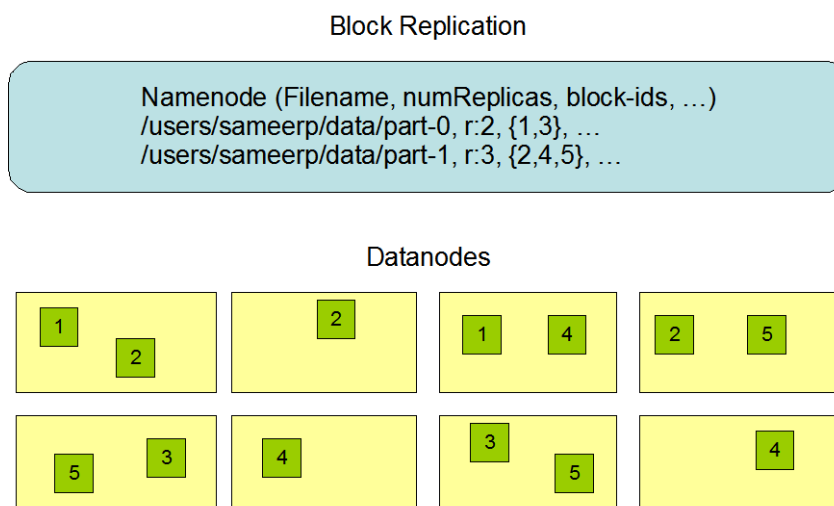 Block Replication
Namenode (Filename, numReplicas, block-ids, …)
/users/sameerp/data/part-0, r:2, {1,3}, …
/users/sameerp/data/part-1, r:3, {2,4,5}, …
Datanodes
1
2
2
1 4
2 5
5 3
4
3
5
4